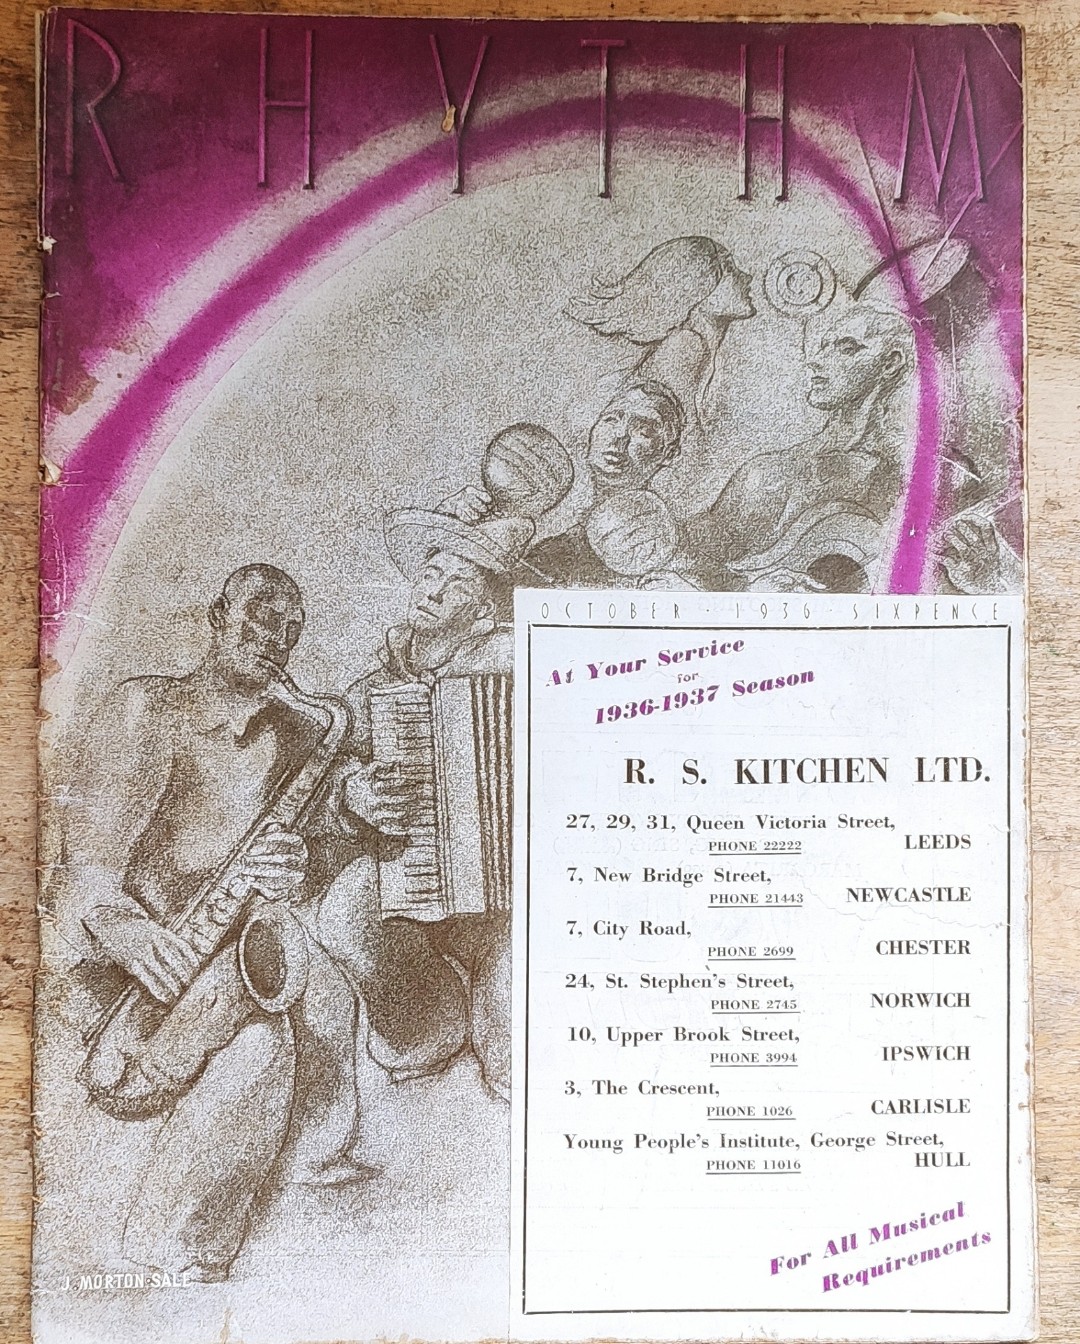 RHYTHM
OCTOBER · 1936 SIXPENCE
At Your Service
for
1936-1937 Season
R. S. KITCHEN LTD.
27, 29, 31, Queen Victoria Street,
PHONE 22222 LEEDS
7, New Bridge Street,
PHONE 21443 NEWCASTLE
7, City Road,
PHONE 2699 CHESTER
24, St. Stephen's Street,
PHONE 2745 NORWICH
10, Upper Brook Street,
PHONE 3994 IPSWICH
3, The Crescent,
PHONE 1026 CARLISLE
Young People's Institute, George Street,
PHONE 11016 HULL
For All Musical
Requirements
J. MORTON-SALE